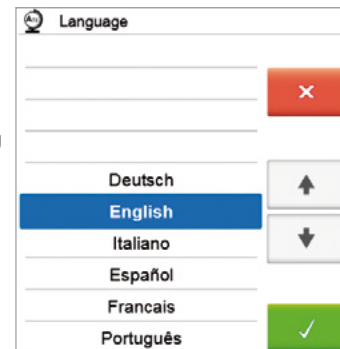 Language
Deutsch
English
Italiano
Español
Francais
Português